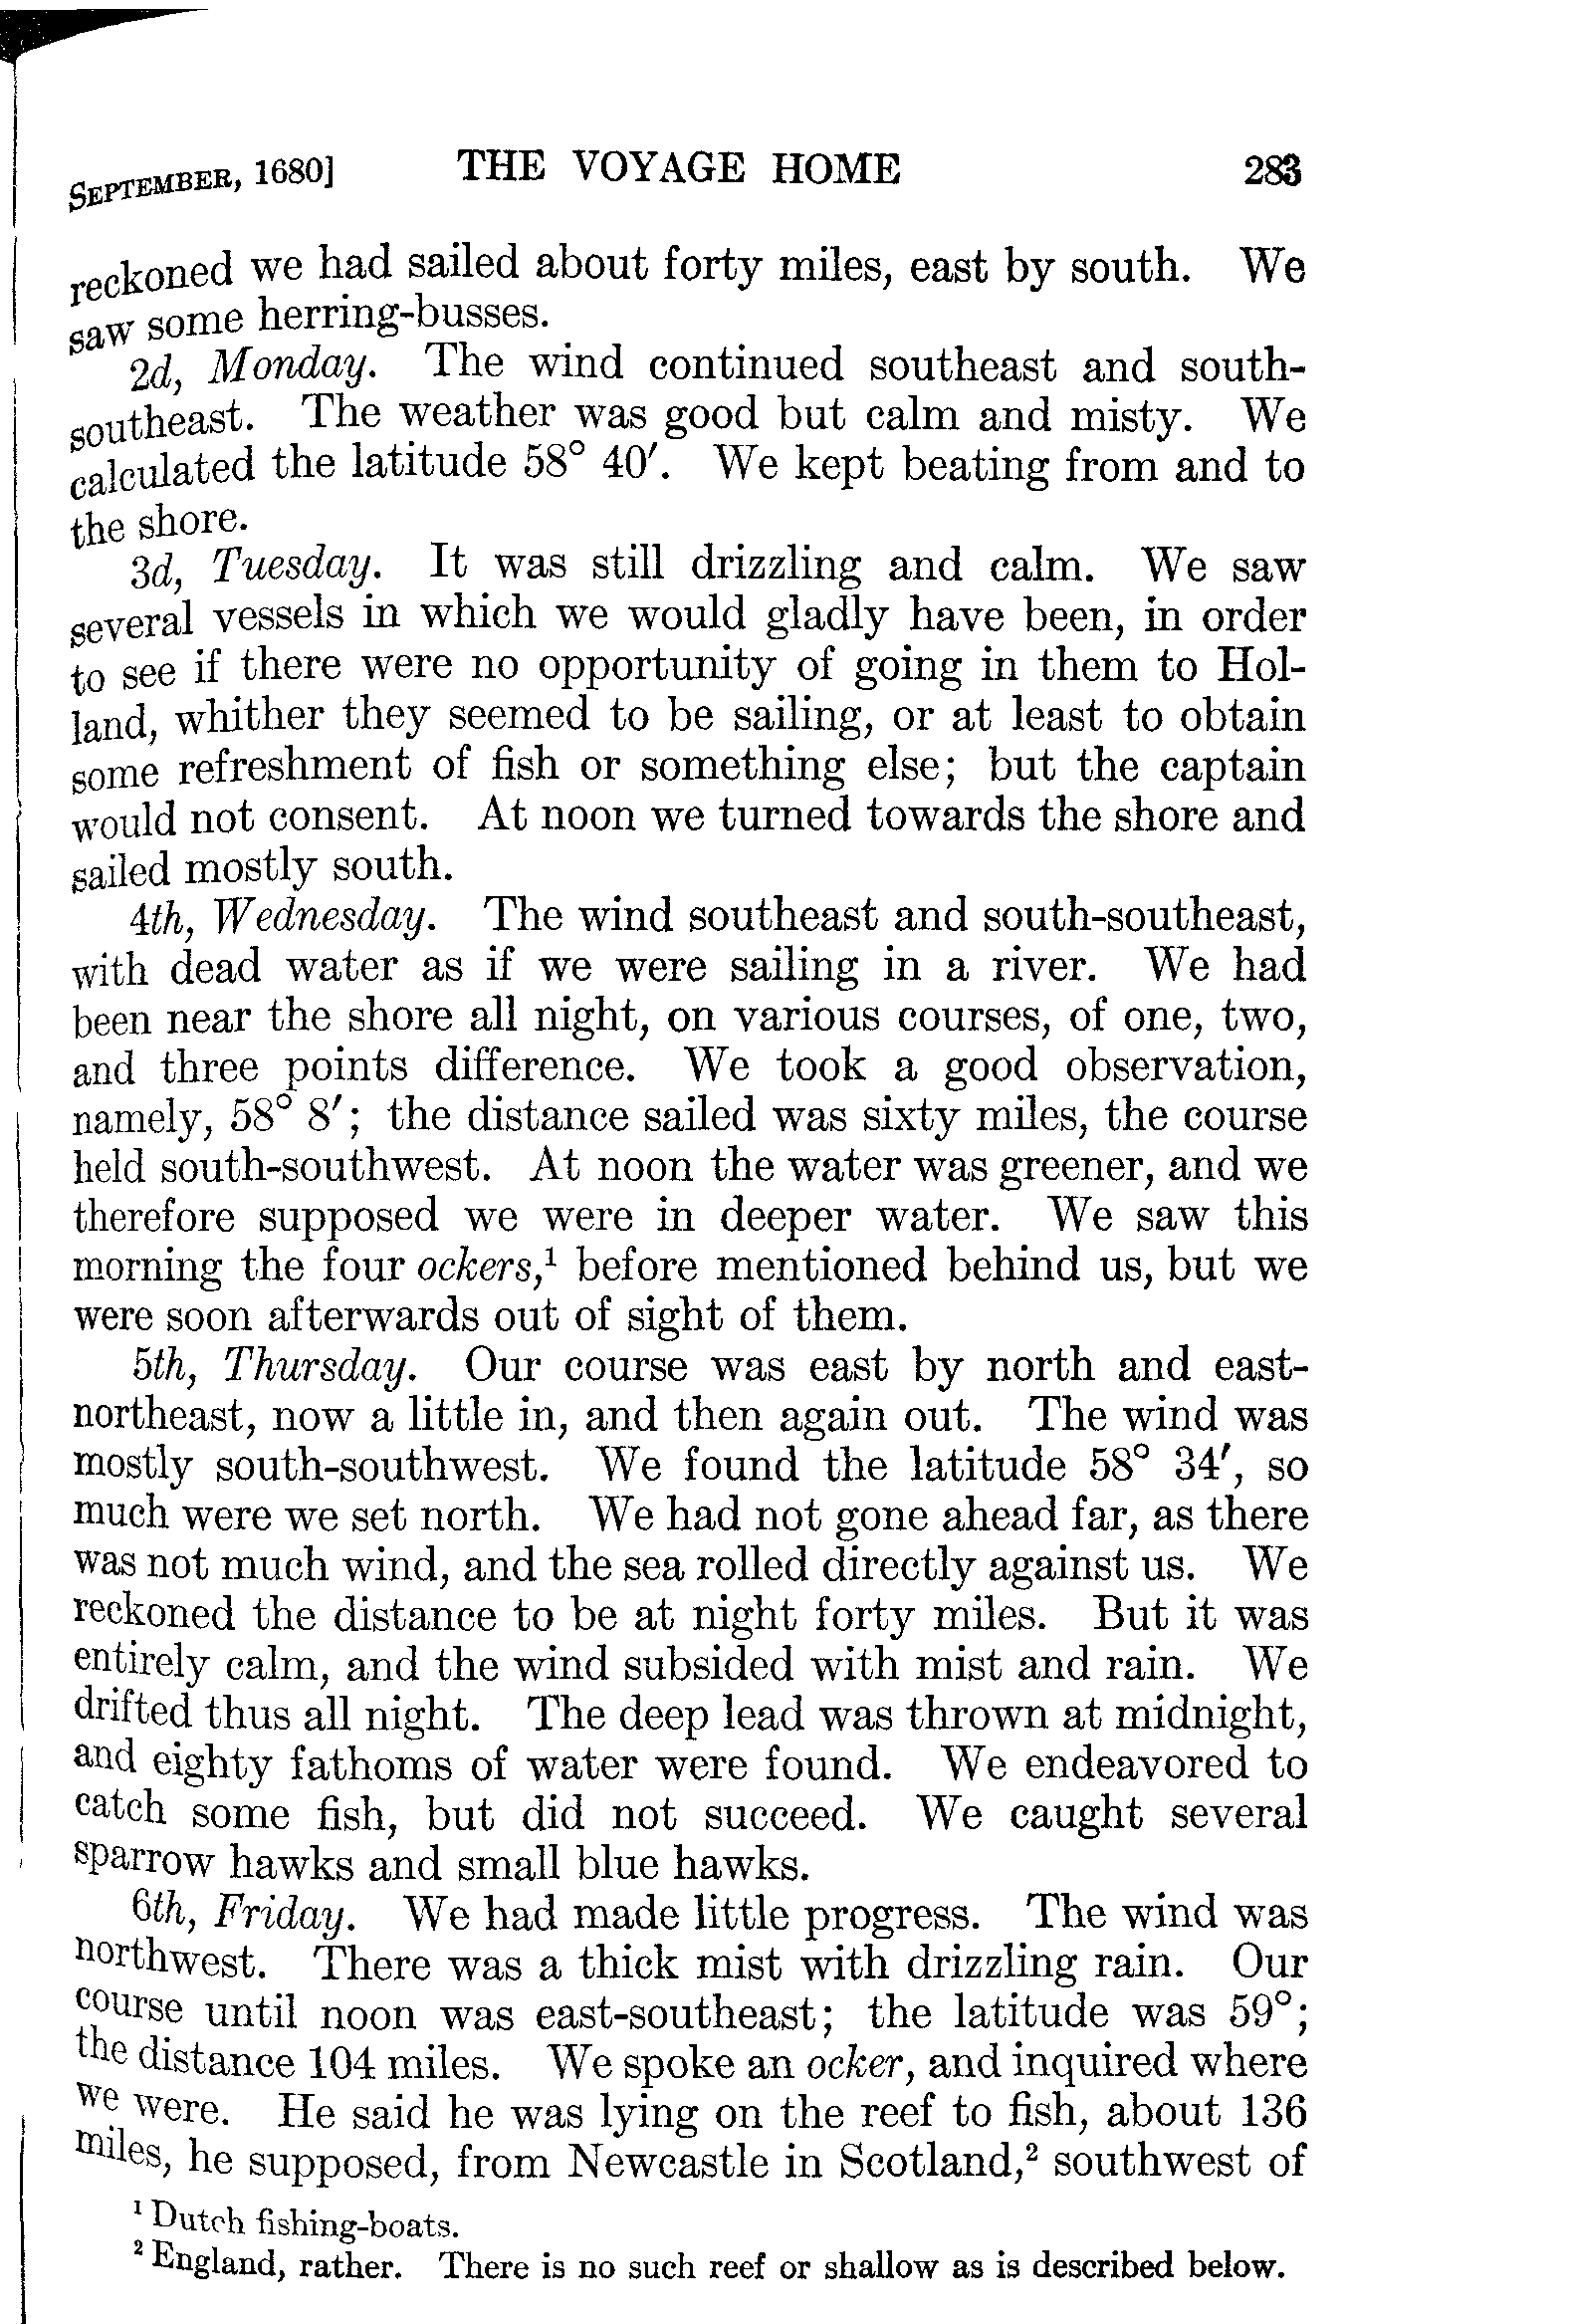 SEPTEMBER, 1680] THE VOYAGE HOME 283
reckoned we had sailed about forty miles, east by south. We
saw some herring-busses.
2d, Monday. The wind continued southeast and south-
southeast. The weather was good but calm and misty. We
calculated the latitude 58° 40′. We kept beating from and to
the shore.
3d, Tuesday. It was still drizzling and calm. We saw
several vessels in which we would gladly have been, in order
to see if there were no opportunity of going in them to Hol-
land, whither they seemed to be sailing, or at least to obtain
some refreshment of fish or something else; but the captain
would not consent. At noon we turned towards the shore and
sailed mostly south.
4th, Wednesday. The wind southeast and south-southeast,
with dead water as if we were sailing in a river. We had
been near the shore all night, on various courses, of one, two,
and three points difference. We took a good observation,
namely, 58° 8′; the distance sailed was sixty miles, the course
held south-southwest. At noon the water was greener, and we
therefore supposed we were in deeper water. We saw this
morning the four ockers,¹ before mentioned behind us, but we
were soon afterwards out of sight of them.
5th, Thursday. Our course was east by north and east-
northeast, now a little in, and then again out. The wind was
mostly south-southwest. We found the latitude 58° 34′, so
much were we set north. We had not gone ahead far, as there
was not much wind, and the sea rolled directly against us. We
reckoned the distance to be at night forty miles. But it was
entirely calm, and the wind subsided with mist and rain. We
drifted thus all night. The deep lead was thrown at midnight,
and eighty fathoms of water were found. We endeavored to
catch some fish, but did not succeed. We caught several
sparrow hawks and small blue hawks.
6th, Friday. We had made little progress. The wind was
northwest. There was a thick mist with drizzling rain. Our
course until noon was east-southeast; the latitude was 59°;
the distance 104 miles. We spoke an ocker, and inquired where
we were. He said he was lying on the reef to fish, about 136
miles, he supposed, from Newcastle in Scotland,² southwest of
¹ Dutch fishing-boats.
² England, rather. There is no such reef or shallow as is described below.